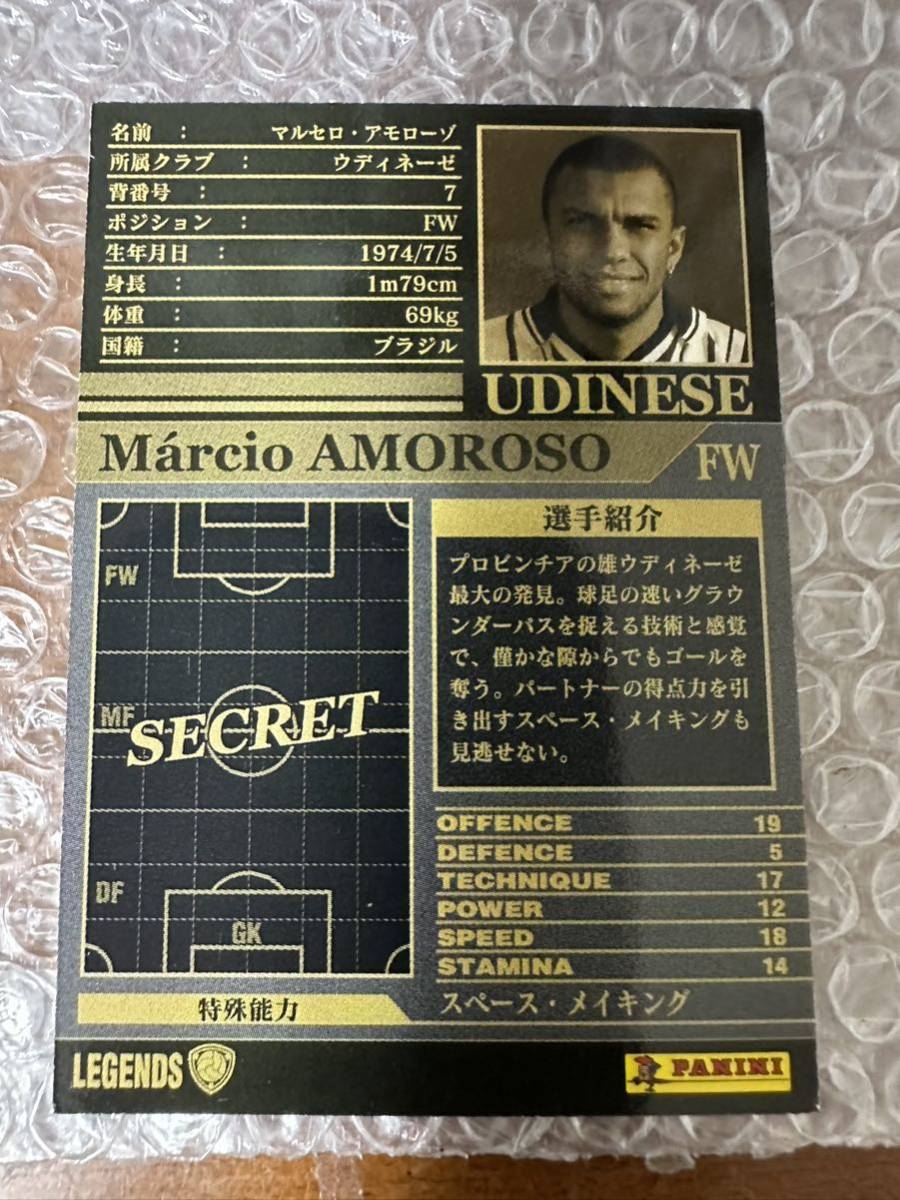 名前 : マルセロ・アモローゾ
所属クラブ : ウディネーゼ
背番号 : 7
ポジション : FW
生年月日 : 1974/7/5
身長 : 1m79cm
体重 : 69kg
国籍 : ブラジル
UDINESE
Márcio AMOROSO FW
FW
MF
SECRET
DF
GK
選手紹介
プロビンチアの雄ウディネーゼ
最大の発見。球足の速いグラウ
ンダーパスを捉える技術と感覚
で、僅かな隙からでもゴールを
奪う。パートナーの得点力を引
き出すスペース・メイキングも
見逃せない。
OFFENCE 19
DEFENCE 5
TECHNIQUE 17
POWER 12
SPEED 18
STAMINA 14
特殊能力 スペース・メイキング
LEGENDS
PANINI